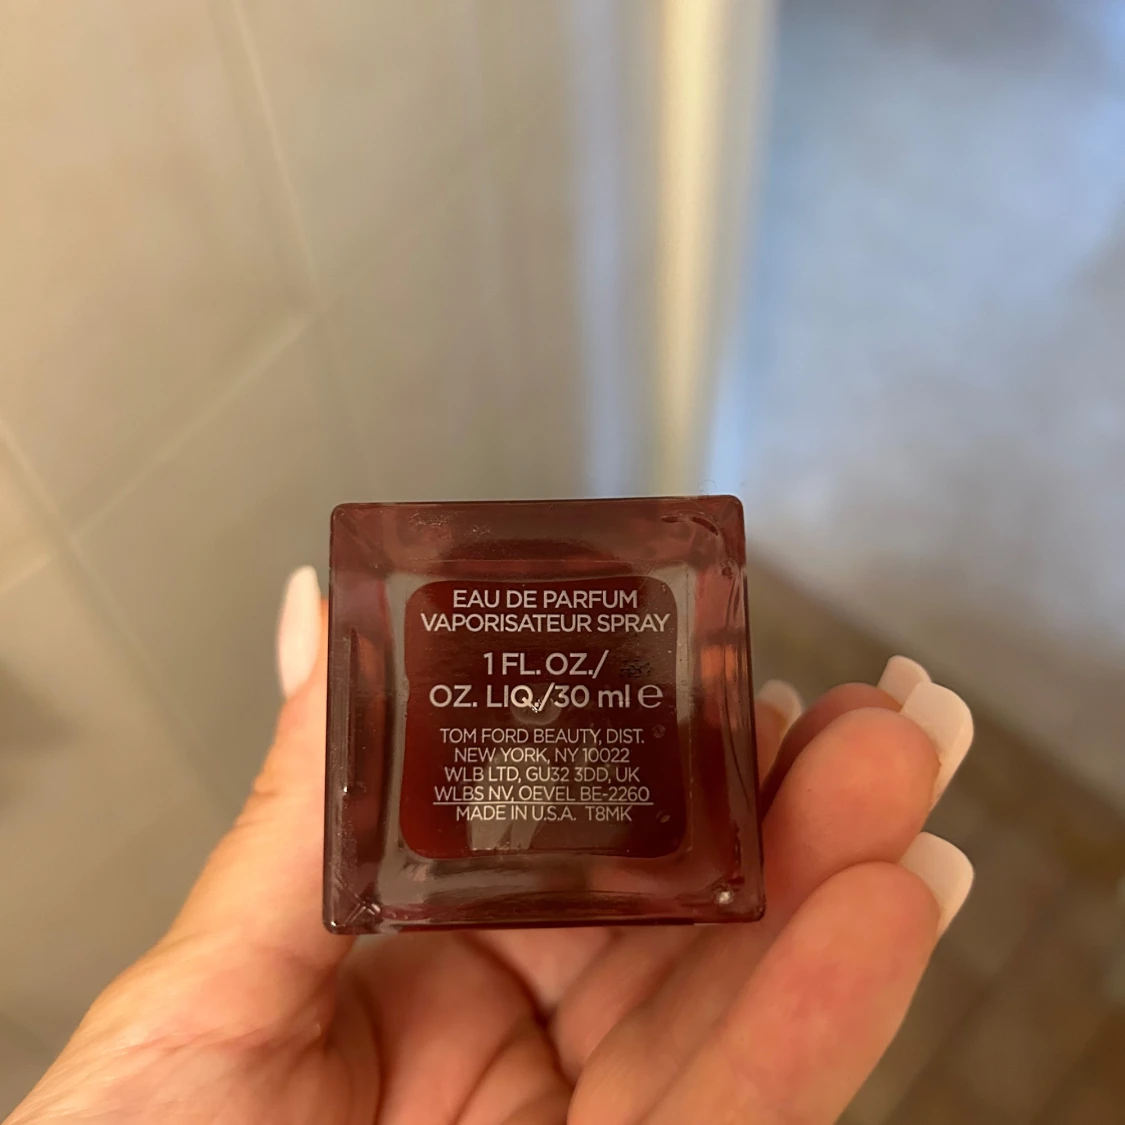 EAU DE PARFUM
VAPORISATEUR SPRAY
1 FL. OZ./
OZ. LIQ./30 ml ℮
TOM FORD BEAUTY, DIST.
NEW YORK, NY 10022
WLB LTD, GU32 3DD, UK
WLBS NV, OEVEL BE-2260
MADE IN U.S.A. T8MK